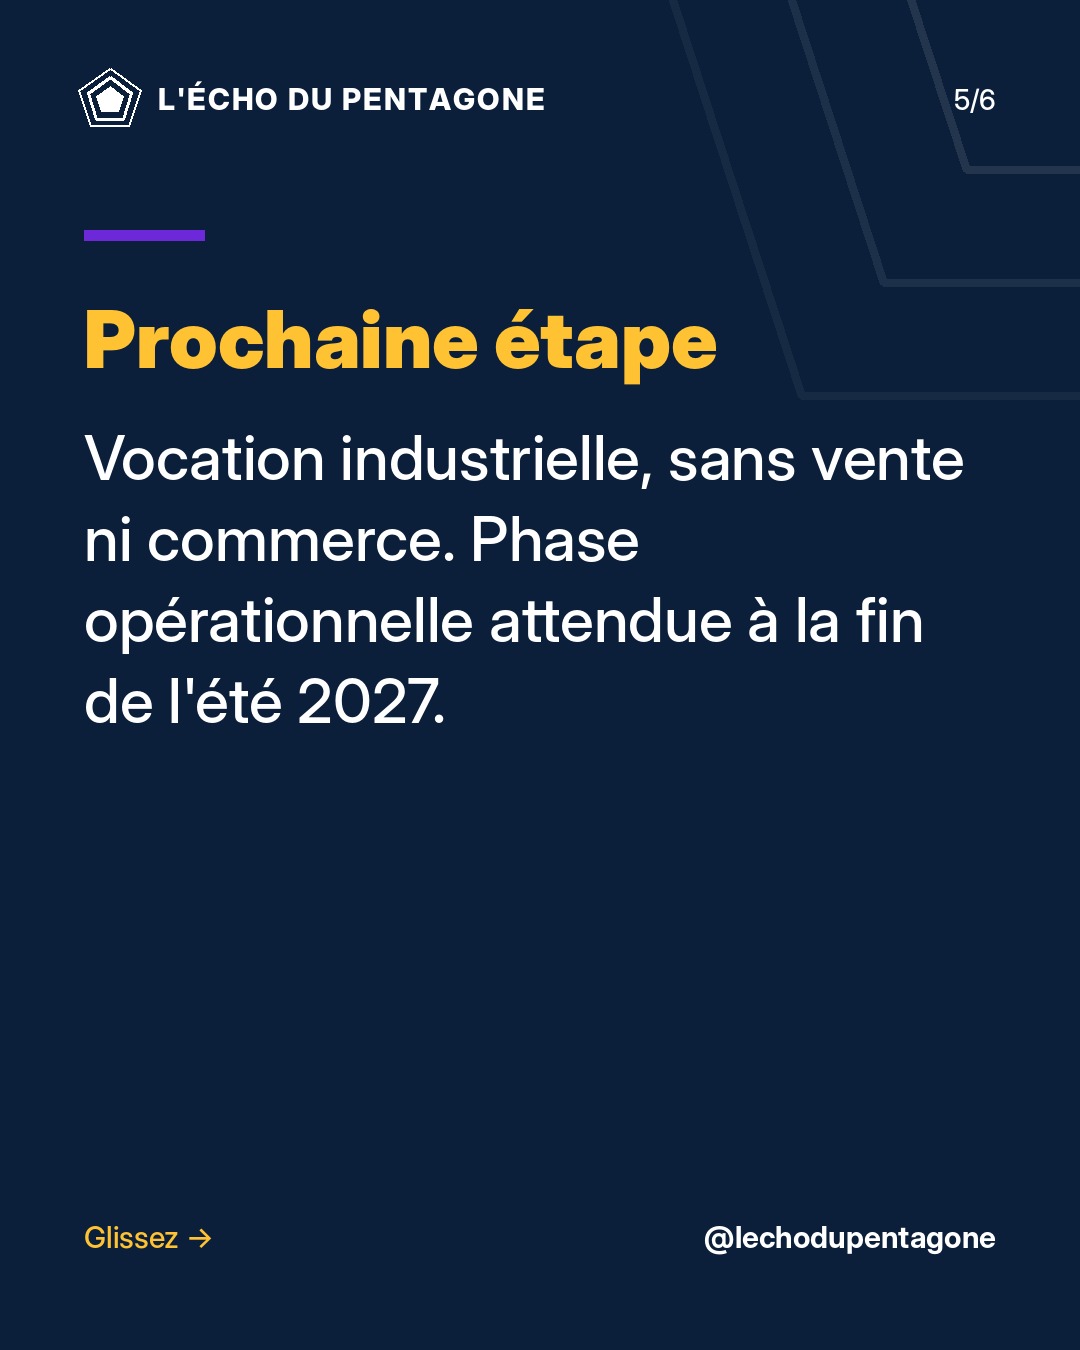 L'ÉCHO DU PENTAGONE
5/6
Prochaine étape
Vocation industrielle, sans vente
ni commerce. Phase
opérationnelle attendue à la fin
de l'été 2027.
Glissez →
@lechodupentagone